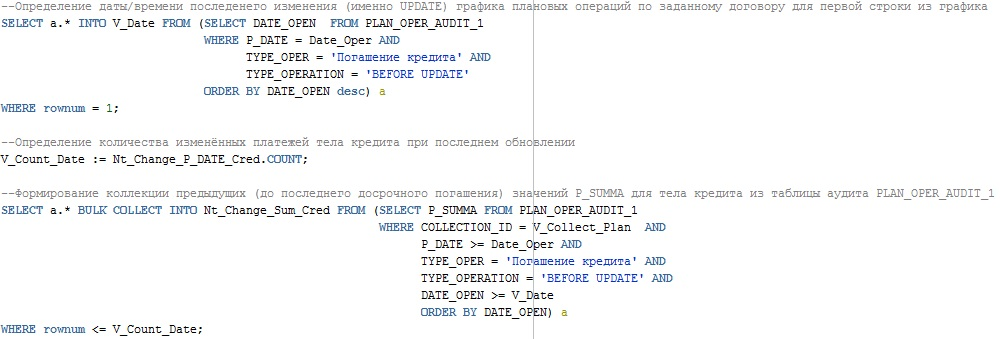 --Определение даты/времени последенего изменения (именно UPDATE) графика плановых операций по заданному договору для первой строки из графика
SELECT a.* INTO V_Date FROM (SELECT DATE_OPEN  FROM PLAN_OPER_AUDIT_1
WHERE P_DATE = Date_Oper AND
TYPE_OPER = 'Погашение кредита' AND
TYPE_OPERATION = 'BEFORE UPDATE'
ORDER BY DATE_OPEN desc) a
WHERE rownum = 1;
--Определение количества изменённых платежей тела кредита при последнем обновлении
V_Count_Date := Nt_Change_P_DATE_Cred.COUNT;
--Формирование коллекции предыдущих (до последнего досрочного погашения) значений P_SUMMA для тела кредита из таблицы аудита PLAN_OPER_AUDIT_1
SELECT a.* BULK COLLECT INTO Nt_Change_Sum_Cred FROM (SELECT P_SUMMA FROM PLAN_OPER_AUDIT_1
WHERE COLLECTION_ID = V_Collect_Plan  AND
P_DATE >= Date_Oper AND
TYPE_OPER = 'Погашение кредита' AND
TYPE_OPERATION = 'BEFORE UPDATE' AND
DATE_OPEN >= V_Date
ORDER BY DATE_OPEN) a
WHERE rownum <= V_Count_Date;